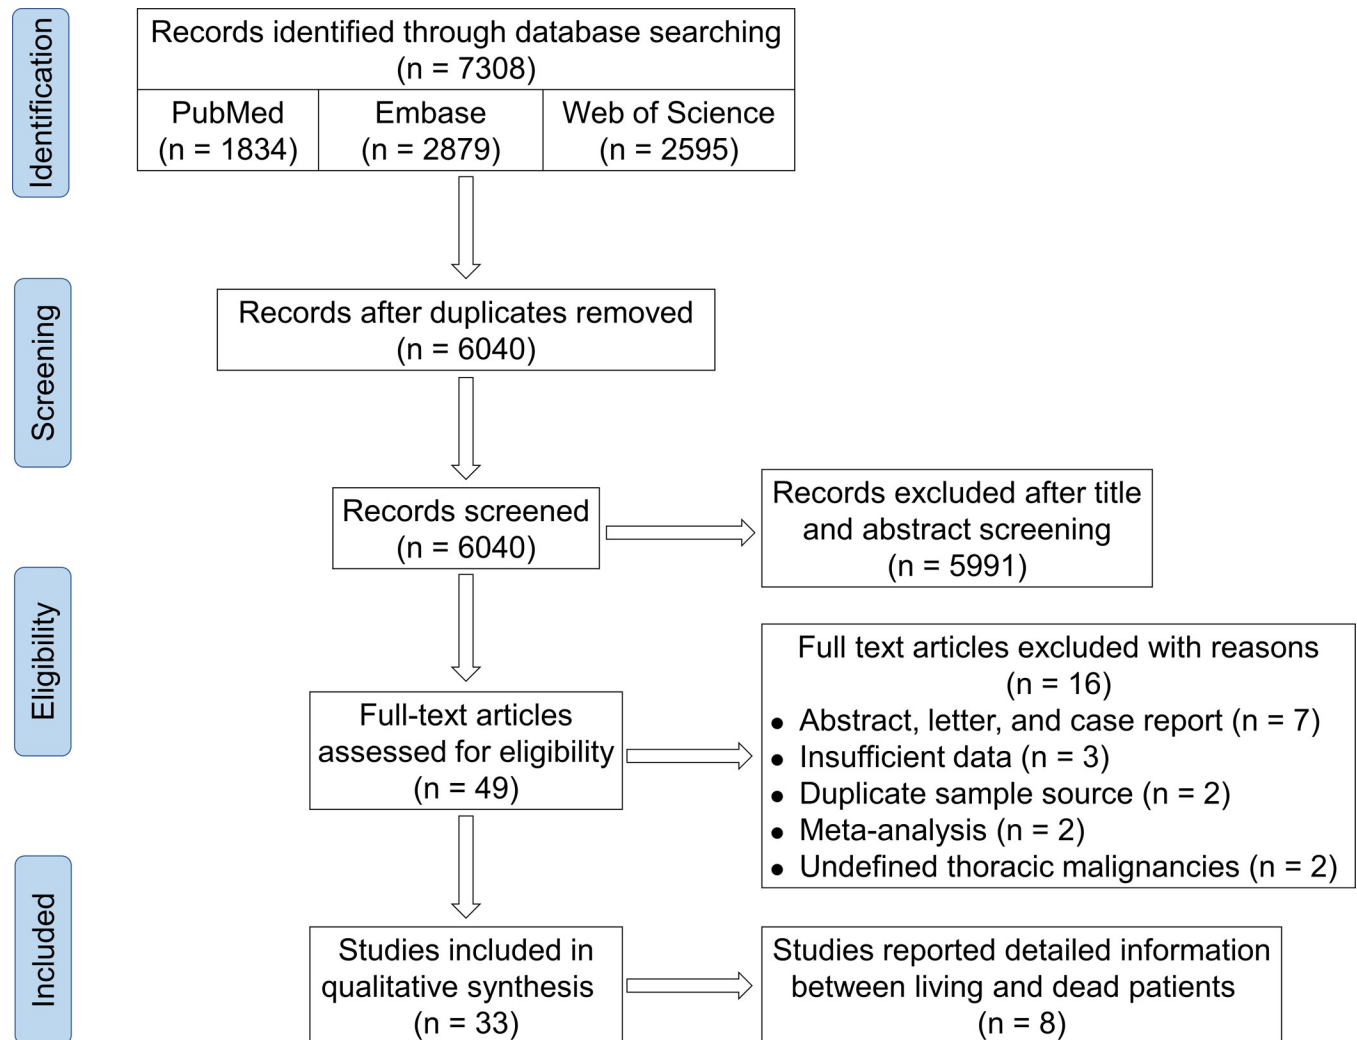 Identification
Records identified through database searching
(n = 7308)
PubMed
(n = 1834)
Embase
(n = 2879)
Web of Science
(n = 2595)
Screening
Records after duplicates removed
(n = 6040)
Records screened
(n = 6040)
Records excluded after title
and abstract screening
(n = 5991)
Eligibility
Full-text articles
assessed for eligibility
(n = 49)
Full text articles excluded with reasons
(n = 16)
● Abstract, letter, and case report (n = 7)
● Insufficient data (n = 3)
● Duplicate sample source (n = 2)
● Meta-analysis (n = 2)
● Undefined thoracic malignancies (n = 2)
Included
Studies included in
qualitative synthesis
(n = 33)
Studies reported detailed information
between living and dead patients
(n = 8)